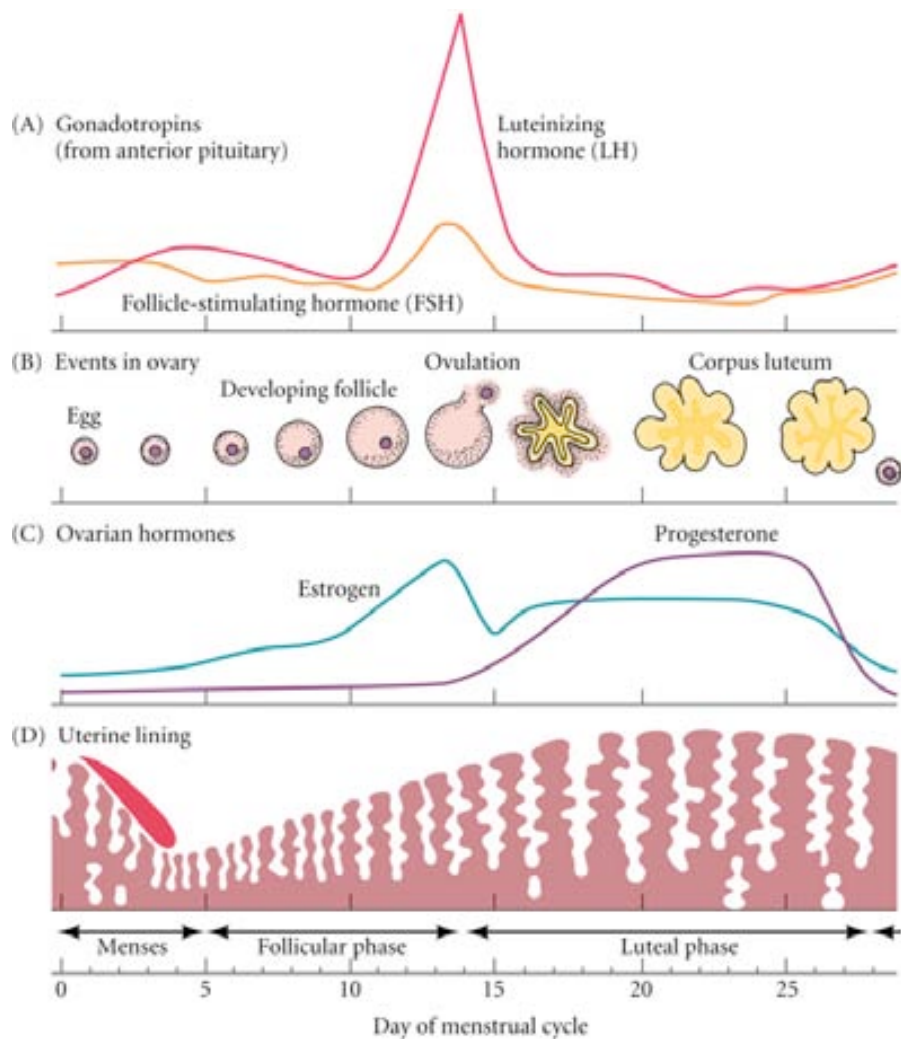 (A) Gonadotropins
(from anterior pituitary)
Luteinizing
hormone (LH)
Follicle-stimulating hormone (FSH)
(B) Events in ovary
Ovulation
Corpus luteum
Developing follicle
Egg
(C) Ovarian hormones
Progesterone
Estrogen
(D) Uterine lining
Menses
Follicular phase
Luteal phase
0 5 10 15 20 25
Day of menstrual cycle